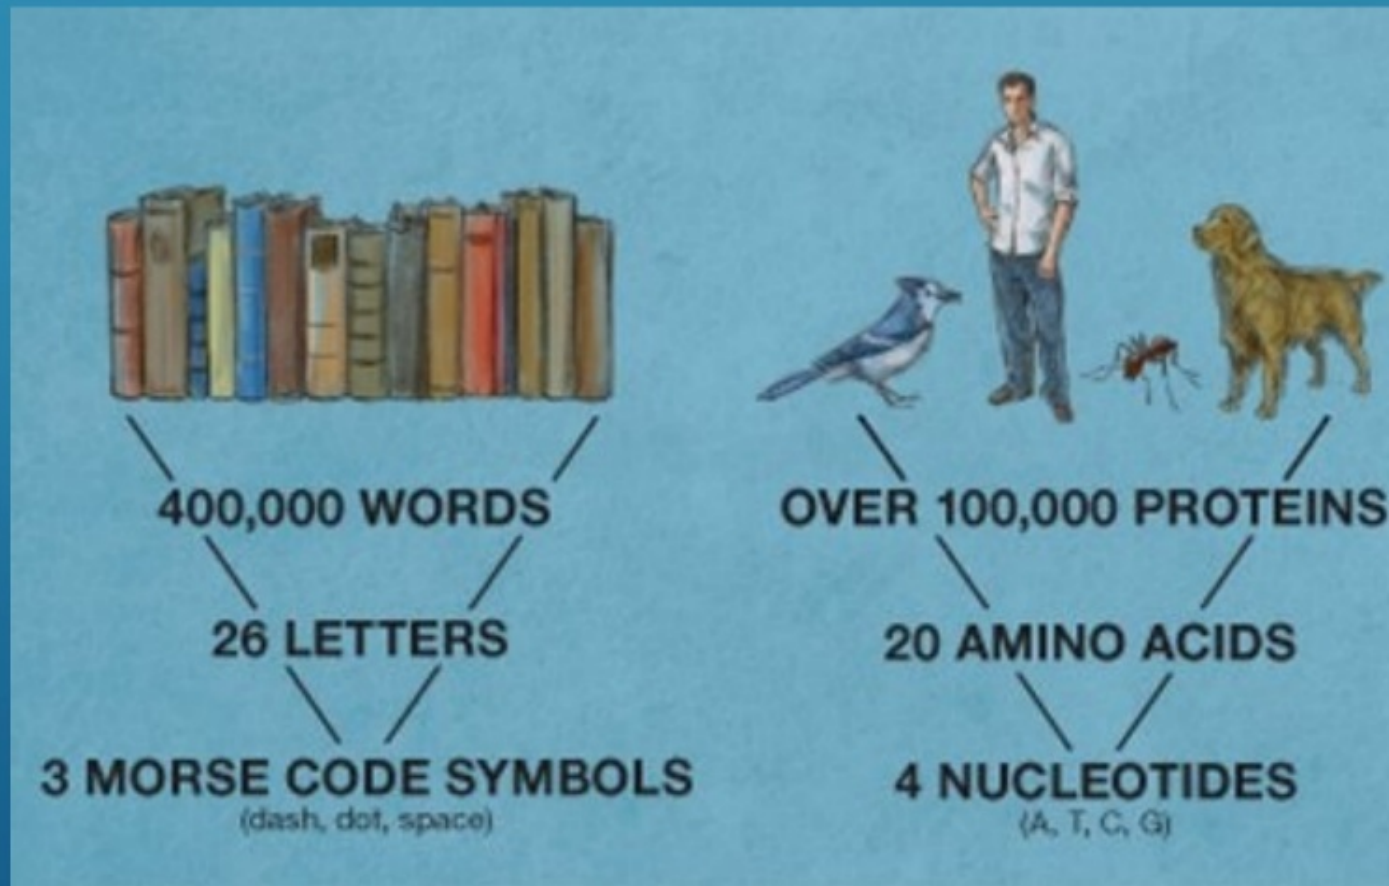 400,000 WORDS
26 LETTERS
3 MORSE CODE SYMBOLS
(dash, dot, space)
OVER 100,000 PROTEINS
20 AMINO ACIDS
4 NUCLEOTIDES
(A, T, C, G)